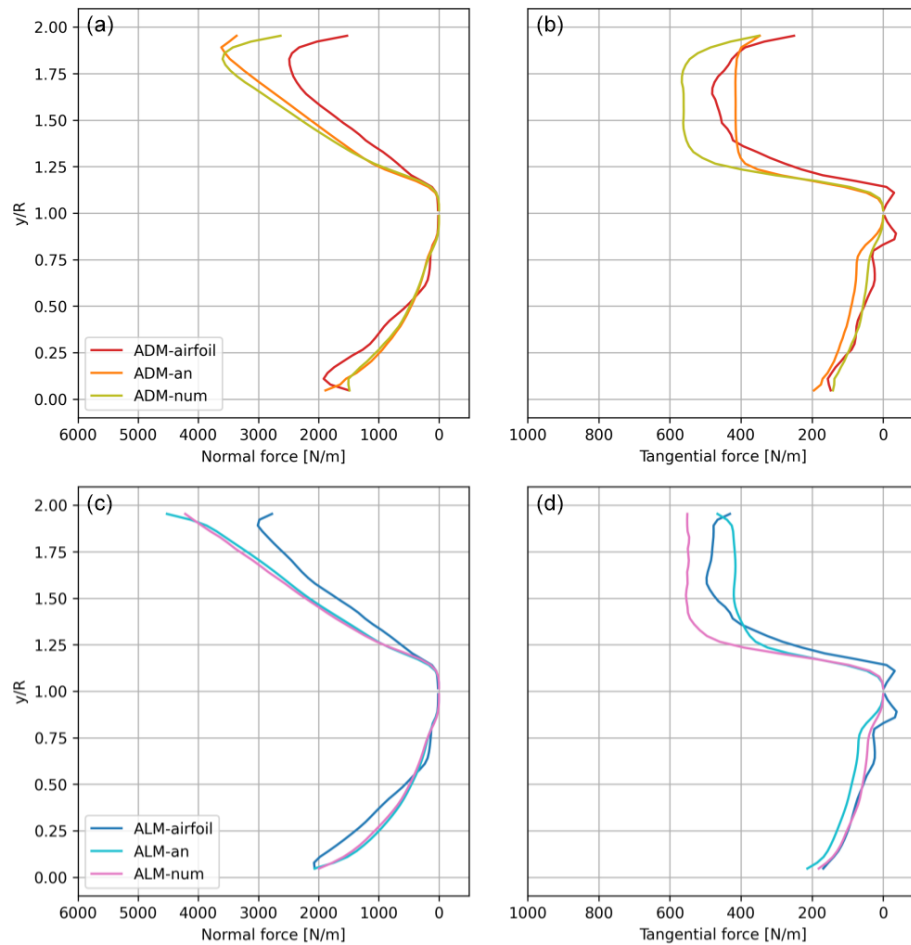 (a)
(b)
2.00
1.75
1.50
1.25
1.00
0.75
0.50
0.25
0.00
y/R
ADM-airfoil
ADM-an
ADM-num
6000 5000 4000 3000 2000 1000 0
Normal force [N/m]
1000 800 600 400 200 0
Tangential force [N/m]
(c)
(d)
2.00
1.75
1.50
1.25
1.00
0.75
0.50
0.25
0.00
y/R
ALM-airfoil
ALM-an
ALM-num
6000 5000 4000 3000 2000 1000 0
Normal force [N/m]
1000 800 600 400 200 0
Tangential force [N/m]